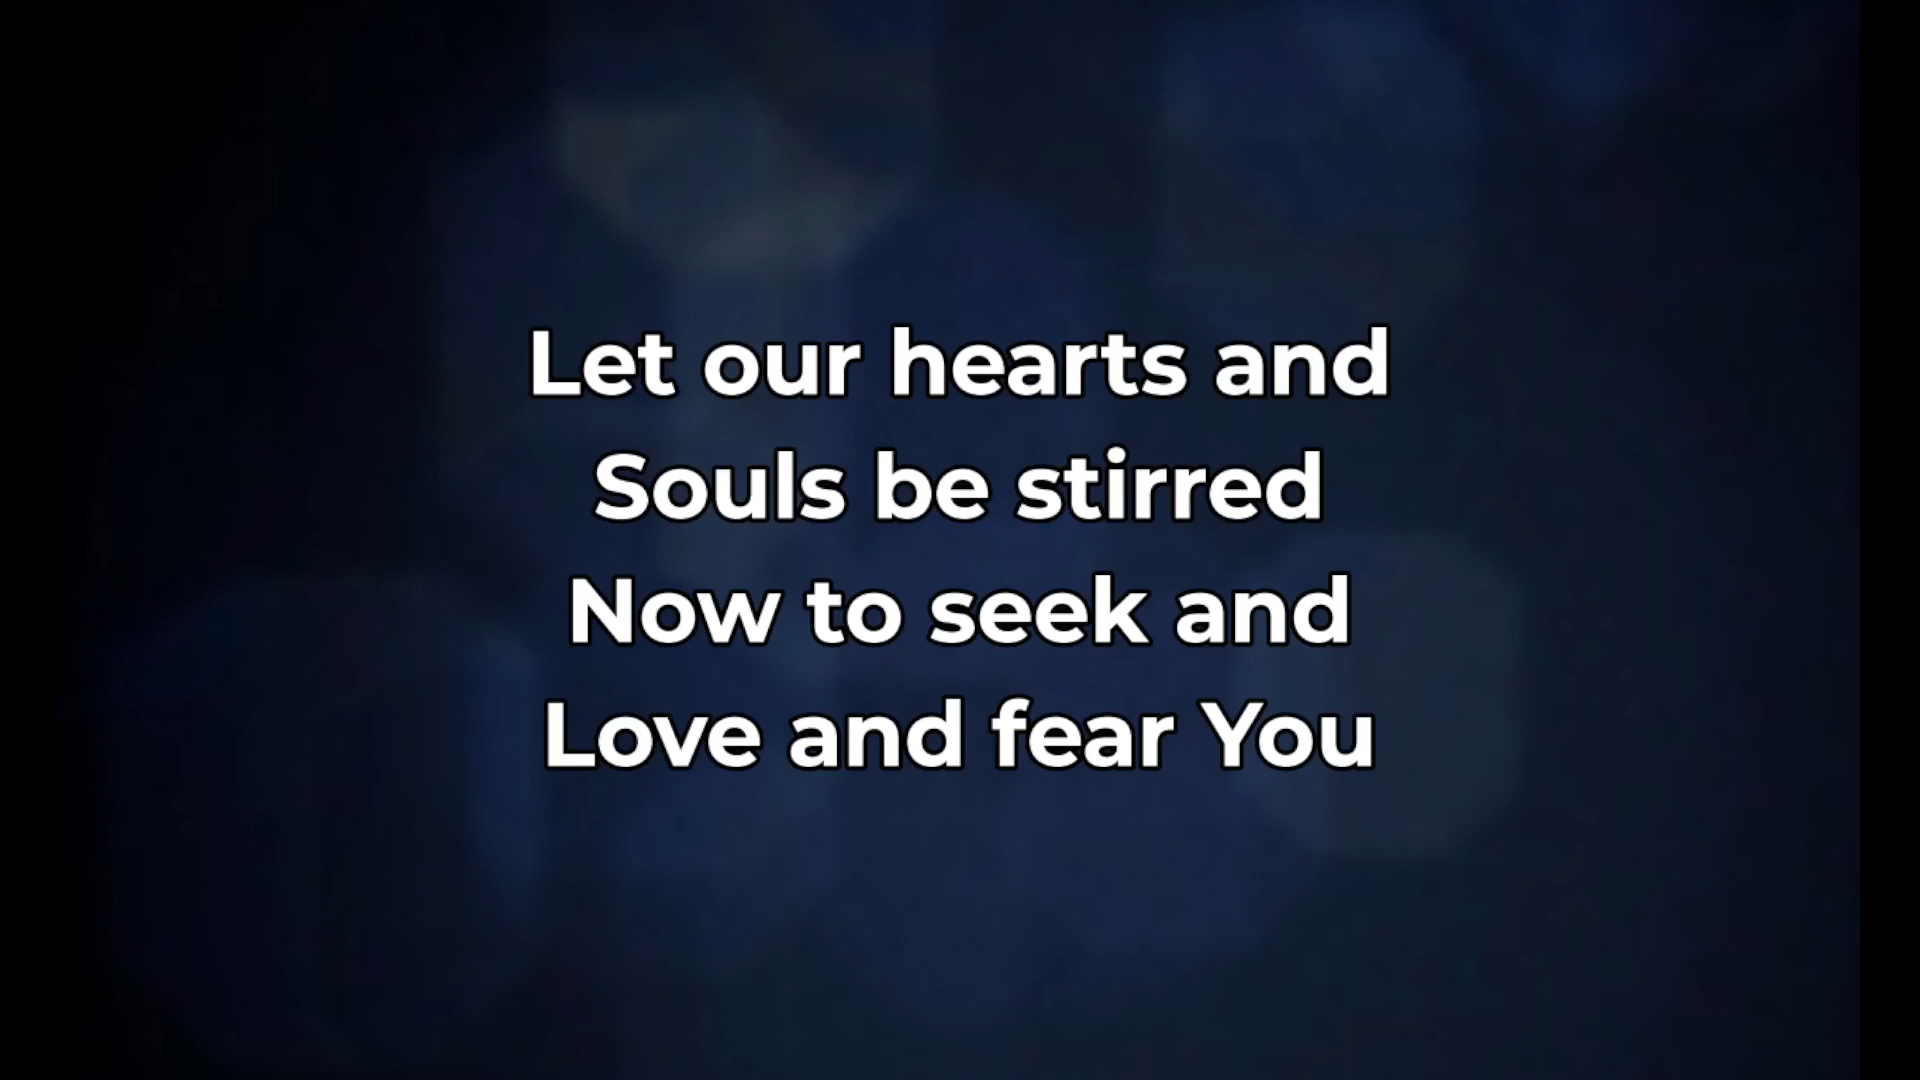 Let our hearts and
Souls be stirred
Now to seek and
Love and fear You